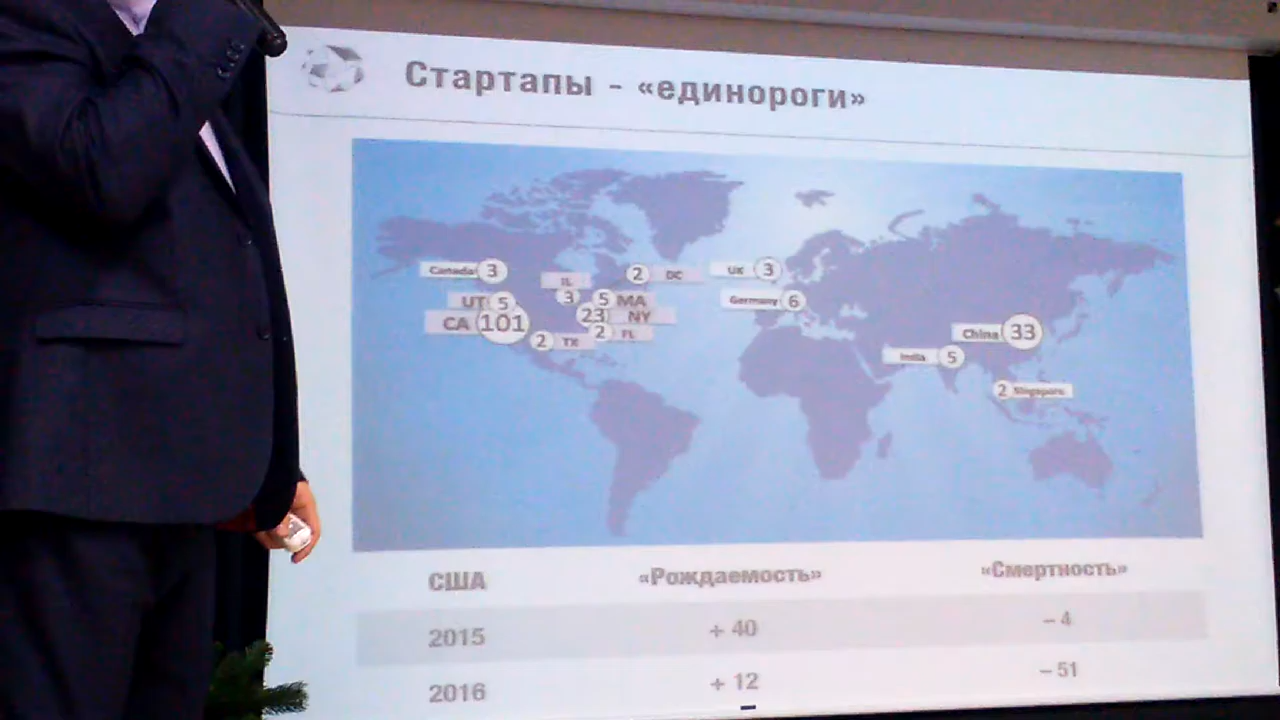 Стартапы - «единороги»
Canada 3
IL
3
2 DC
UK 3
UT 5
5 MA
Germany 6
CA 101
23 NY
2 FL
2 TX
China 33
India 5
2 Singapore
США «Рождаемость» «Смертность»
2015 + 40 – 4
2016 + 12 – 51